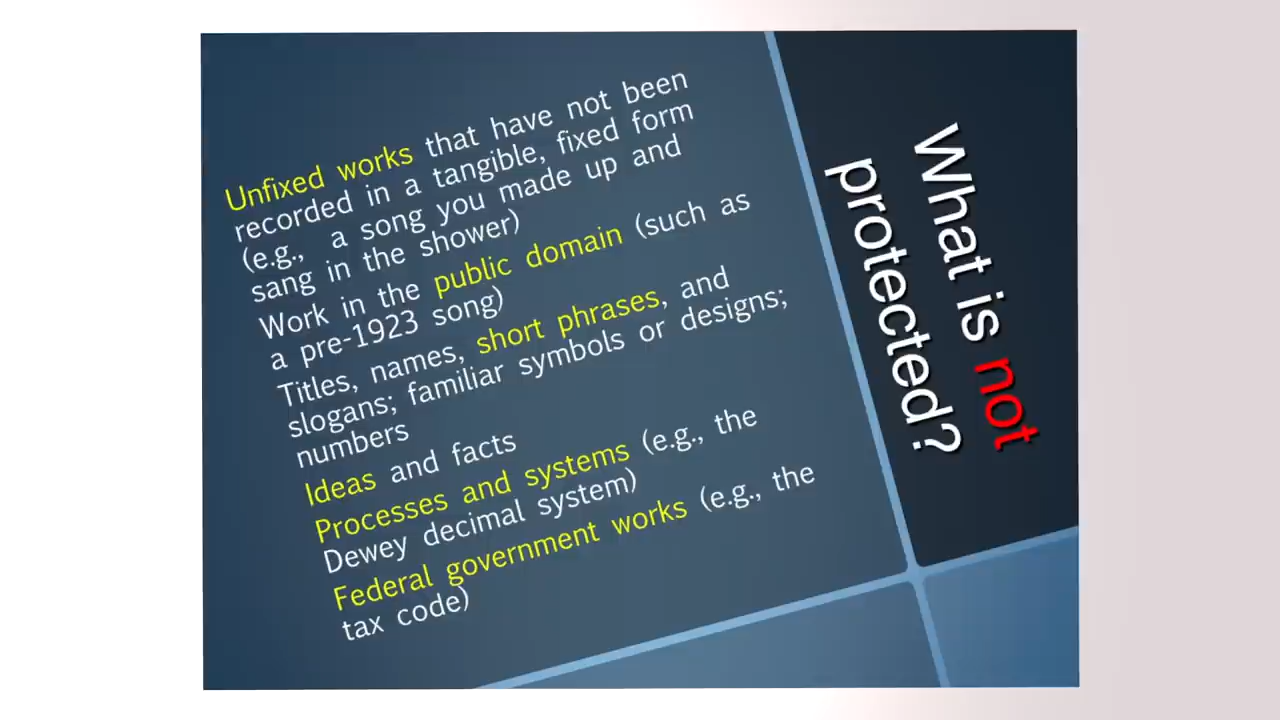 What is not
protected?
Unfixed works that have not been
recorded in a tangible, fixed form
(e.g., a song you made up and
sang in the shower)
Work in the public domain (such as
a pre-1923 song)
Titles, names, short phrases, and
slogans; familiar symbols or designs;
numbers
Ideas and facts
Processes and systems (e.g., the
Dewey decimal system)
Federal government works (e.g., the
tax code)